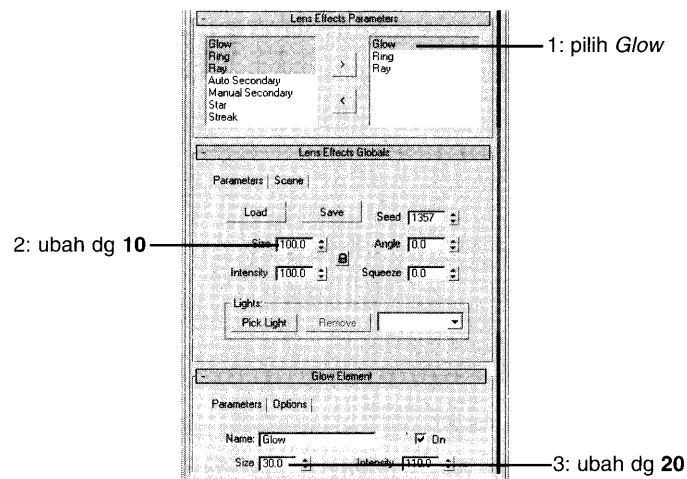 Lens Effects Parameters
Glow
Ring
Ray
Auto Secondary
Manual Secondary
Star
Streak
>
<
Glow
Ring
Ray
1: pilih Glow
Lens Effects Globals
Parameters Scene
Load Save Seed 1357
2: ubah dg 10 Size 100.0 Angle 0.0
Intensity 100.0 Squeeze 0.0
Lights:
Pick Light Remove
Glow Element
Parameters Options
Name: Glow On
Size 30.0 Intensity 110.0 3: ubah dg 20